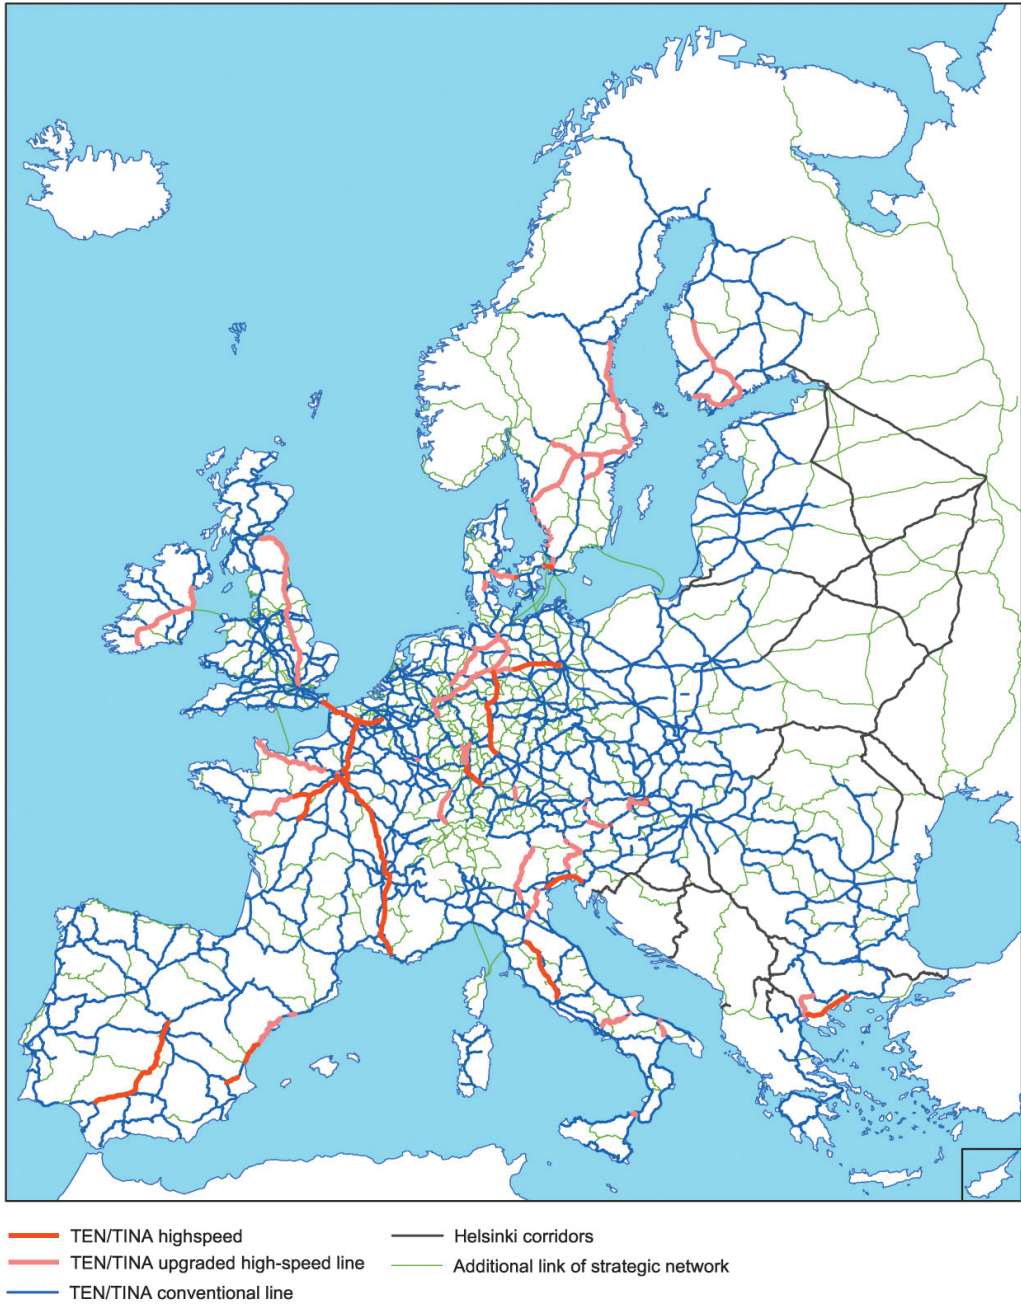 TEN/TINA highspeed
TEN/TINA upgraded high-speed line
TEN/TINA conventional line
Helsinki corridors
Additional link of strategic network